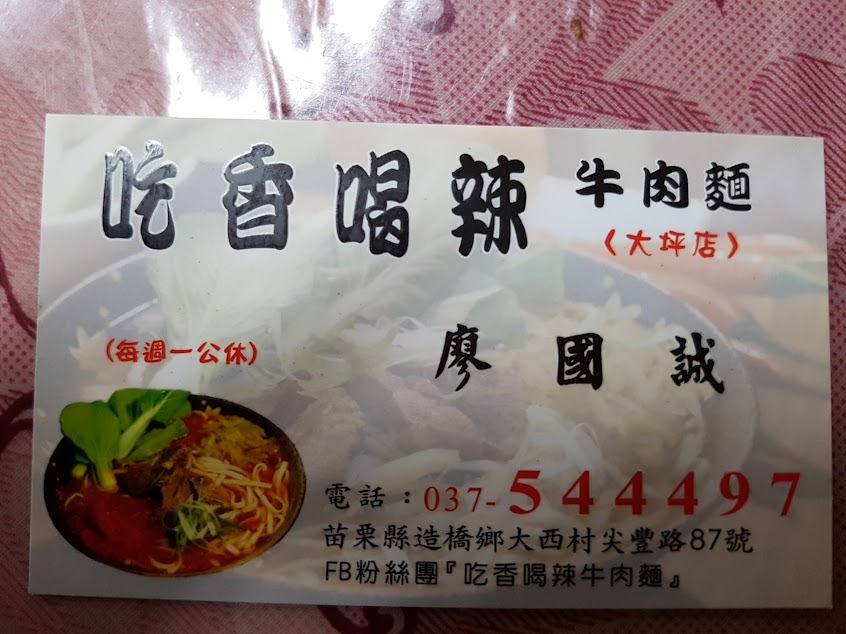 吃香喝辣 牛肉麵
《大坪店》
(每週一公休)
廖國誠
電話：037-544497
苗栗縣造橋鄉大西村尖豐路87號
FB粉絲團『吃香喝辣牛肉麵』